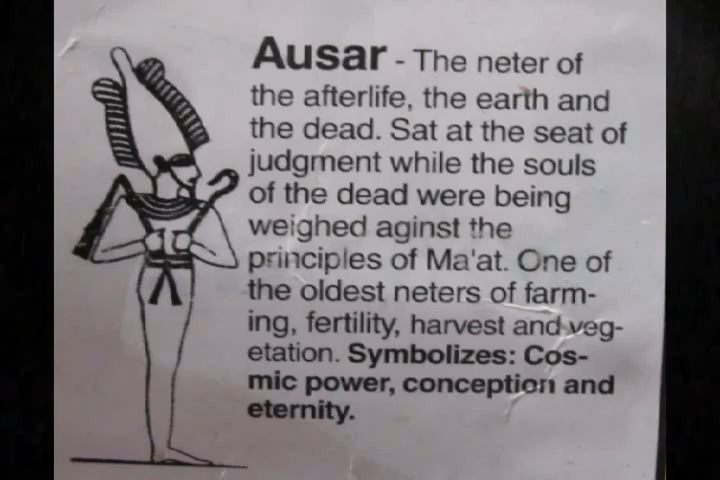 Ausar - The neter of
the afterlife, the earth and
the dead. Sat at the seat of
judgment while the souls
of the dead were being
weighed aginst the
principles of Ma'at. One of
the oldest neters of farm-
ing, fertility, harvest and veg-
etation. Symbolizes: Cos-
mic power, conception and
eternity.